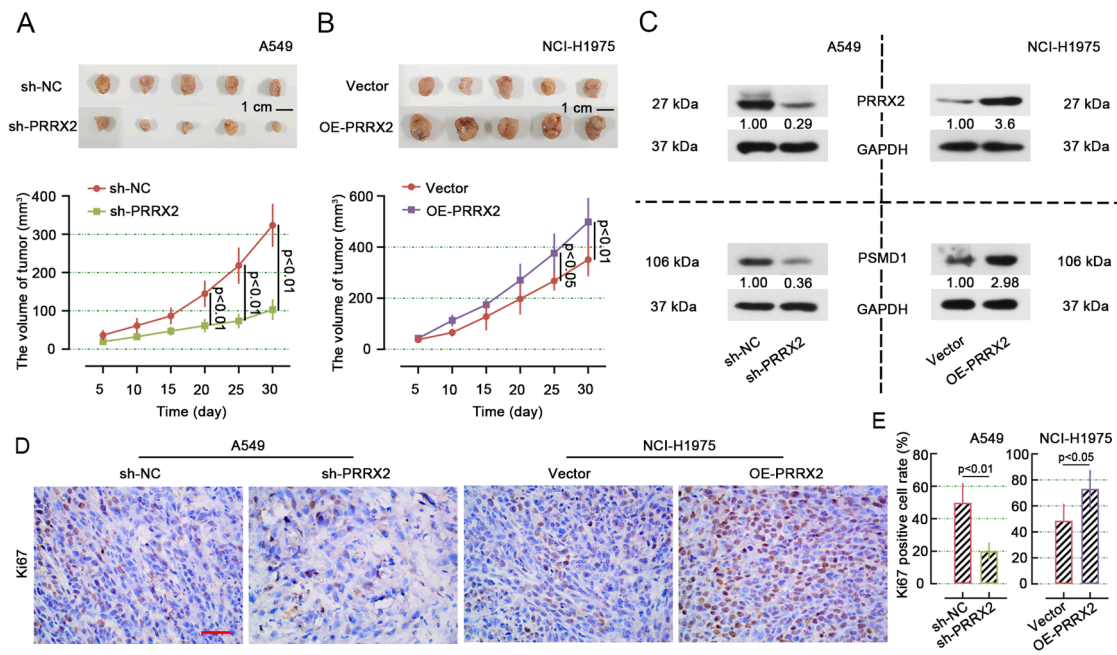 A
A549
sh-NC
1 cm
sh-PRRX2
The volume of tumor (mm³)
sh-NC
sh-PRRX2
400
300
200
100
0
p<0.01
p<0.01
p<0.01
5 10 15 20 25 30
Time (day)
B
NCI-H1975
Vector
1 cm
OE-PRRX2
The volume of tumor (mm³)
Vector
OE-PRRX2
600
400
200
0
p<0.05
p<0.01
5 10 15 20 25 30
Time (day)
C
A549 NCI-H1975
27 kDa PRRX2 27 kDa
1.00 0.29 1.00 3.6
37 kDa GAPDH 37 kDa
106 kDa PSMD1 106 kDa
1.00 0.36 1.00 2.98
37 kDa GAPDH 37 kDa
sh-NC sh-PRRX2 Vector OE-PRRX2
D
A549 NCI-H1975
sh-NC sh-PRRX2 Vector OE-PRRX2
Ki67
E
Ki67 positive cell rate (%)
A549
p<0.01
80
60
40
20
0
sh-NC
sh-PRRX2
NCI-H1975
p<0.05
100
80
60
40
20
0
Vector
OE-PRRX2